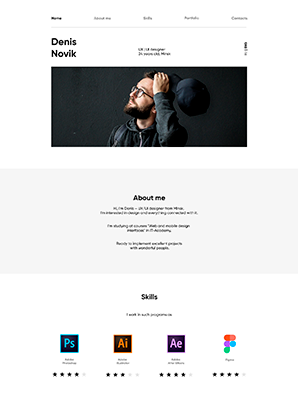 Home About me Skills Portfolio Contacts
Denis
Novik
UX | UI designer
24 years old, Minsk
About me
Hi, I'm Denis – UX/UI designer from Minsk.
I'm interested in design and everything connected with it.
I'm studying at courses "Web and mobile design
interfaces" in IT-Academy.
Ready to implement excellent projects
with wonderful people.
Skills
I work in such program as
Ps
Ai
Ae
Adobe
Photoshop
Adobe
Illustrator
Adobe
After effects
Figma